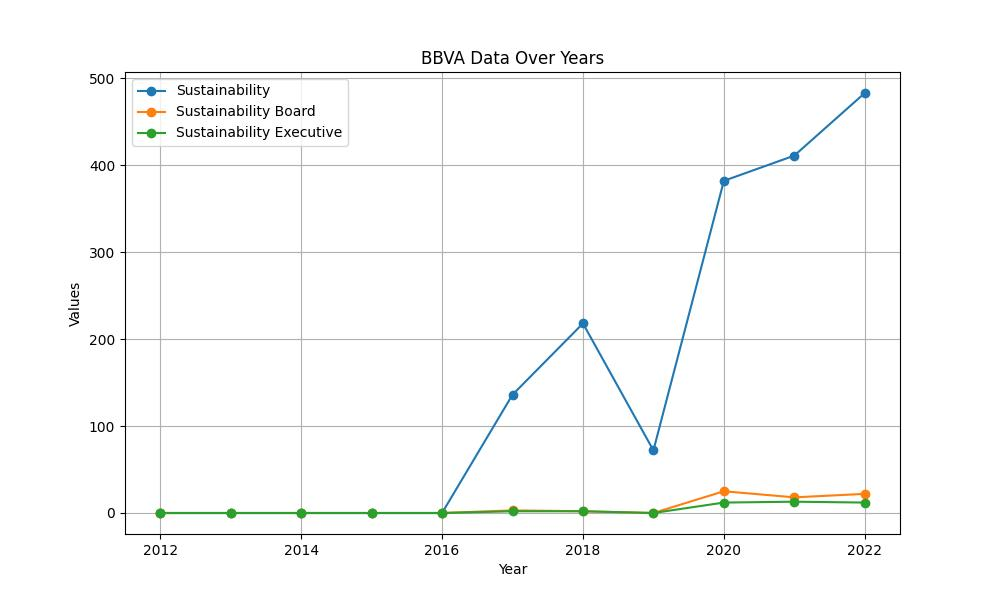 BBVA Data Over Years
Sustainability
Sustainability Board
Sustainability Executive
Values
500
400
300
200
100
0
2012 2014 2016 2018 2020 2022
Year